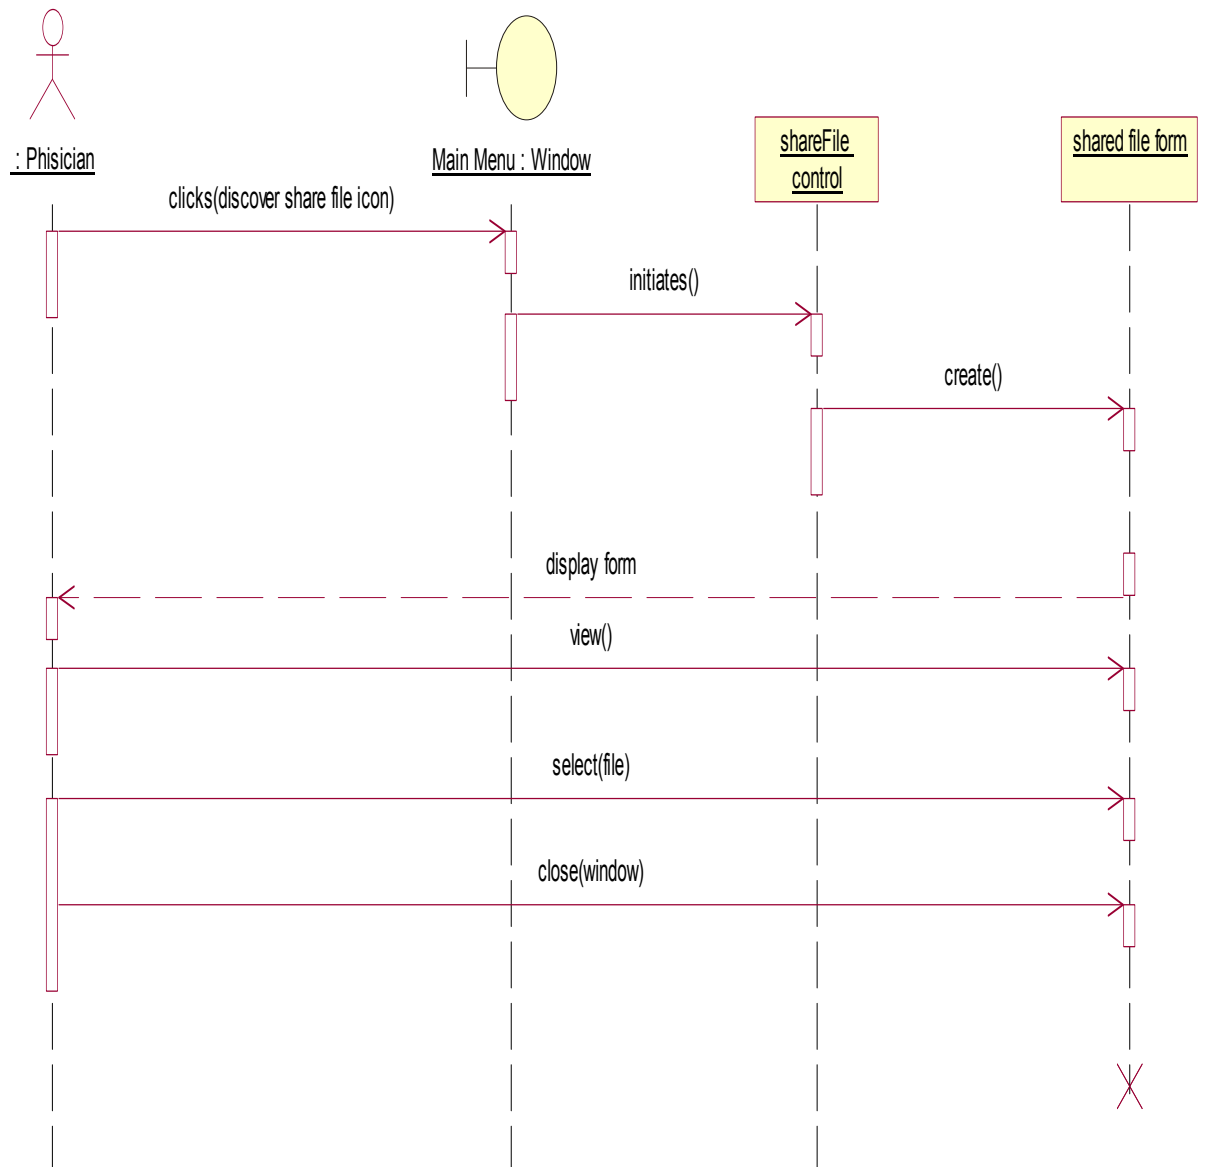 : Phisician
Main Menu : Window
shareFile
control
shared file form
clicks(discover share file icon)
initiates()
create()
display form
view()
select(file)
close(window)